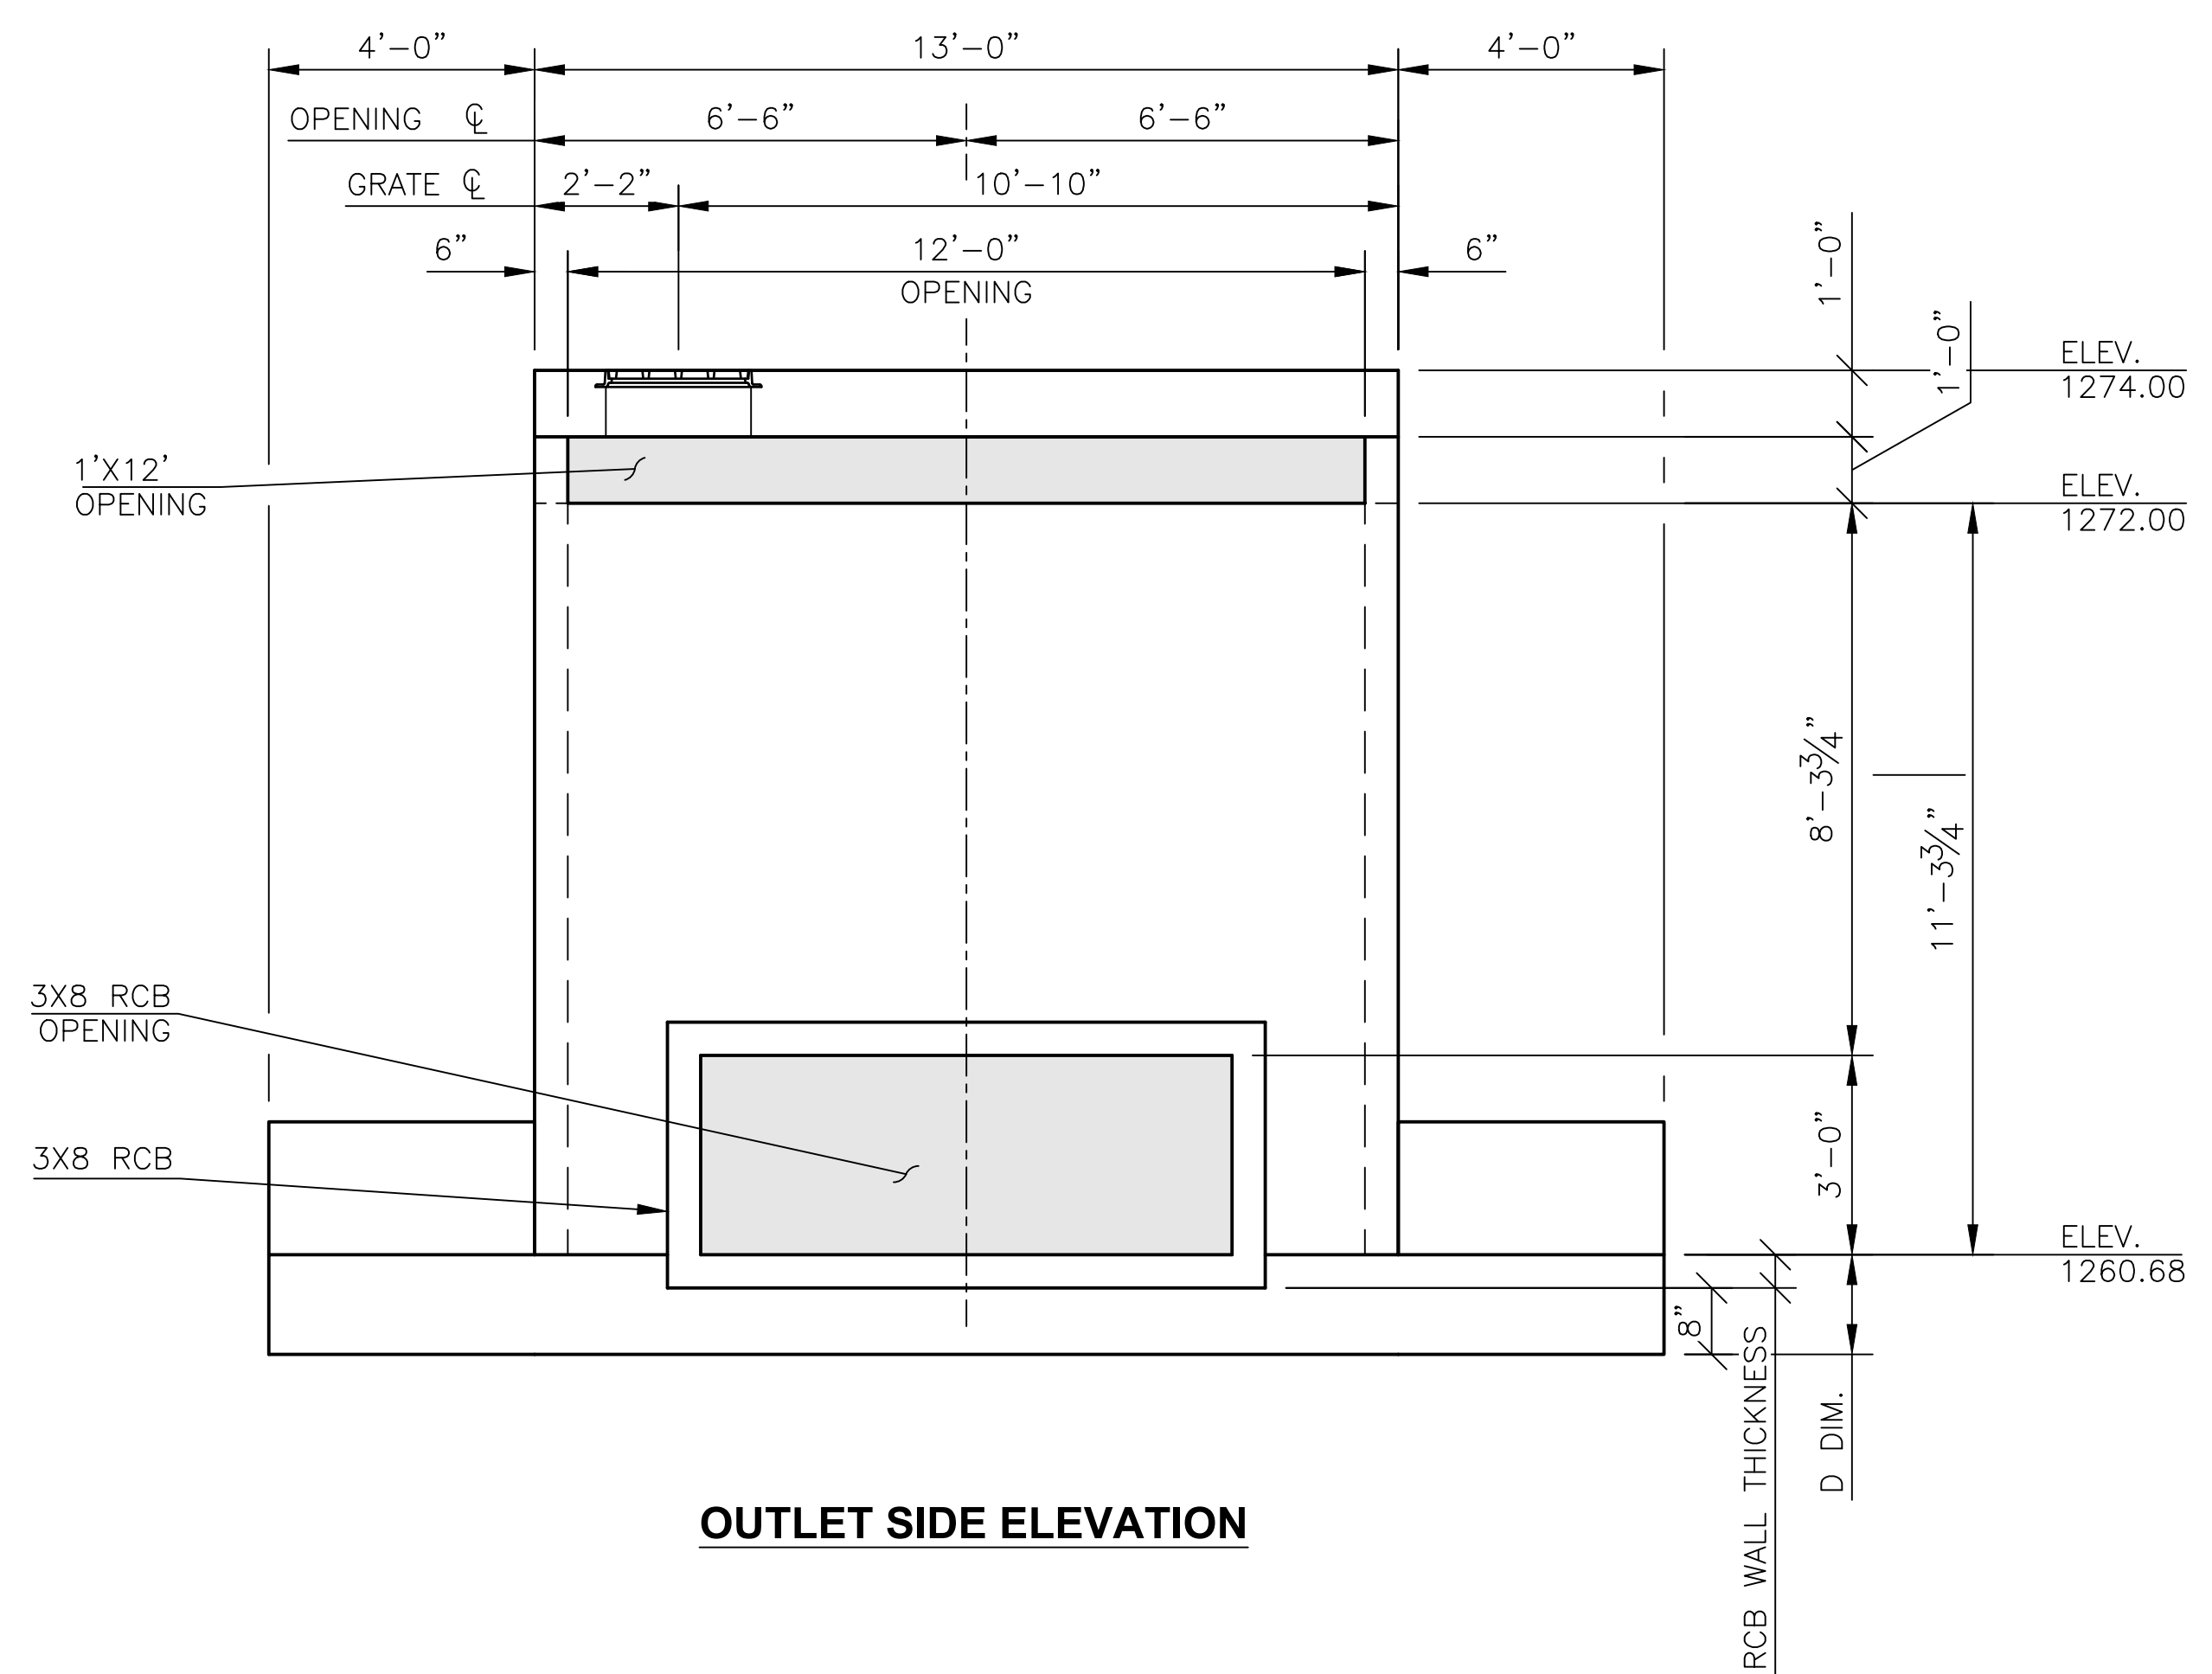 4'-0" 13'-0" 4'-0"
OPENING ℄ 6'-6" 6'-6"
GRATE ℄ 2'-2" 10'-10"
6" 12'-0" 6"
OPENING
1'-0"
1'-0"
ELEV.
1274.00
1'X12'
OPENING
ELEV.
1272.00
8'-3¾"
11'-3¾"
3X8 RCB
OPENING
3X8 RCB
3'-0"
ELEV.
1260.68
8"
RCB WALL THICKNESS
D DIM.
OUTLET SIDE ELEVATION